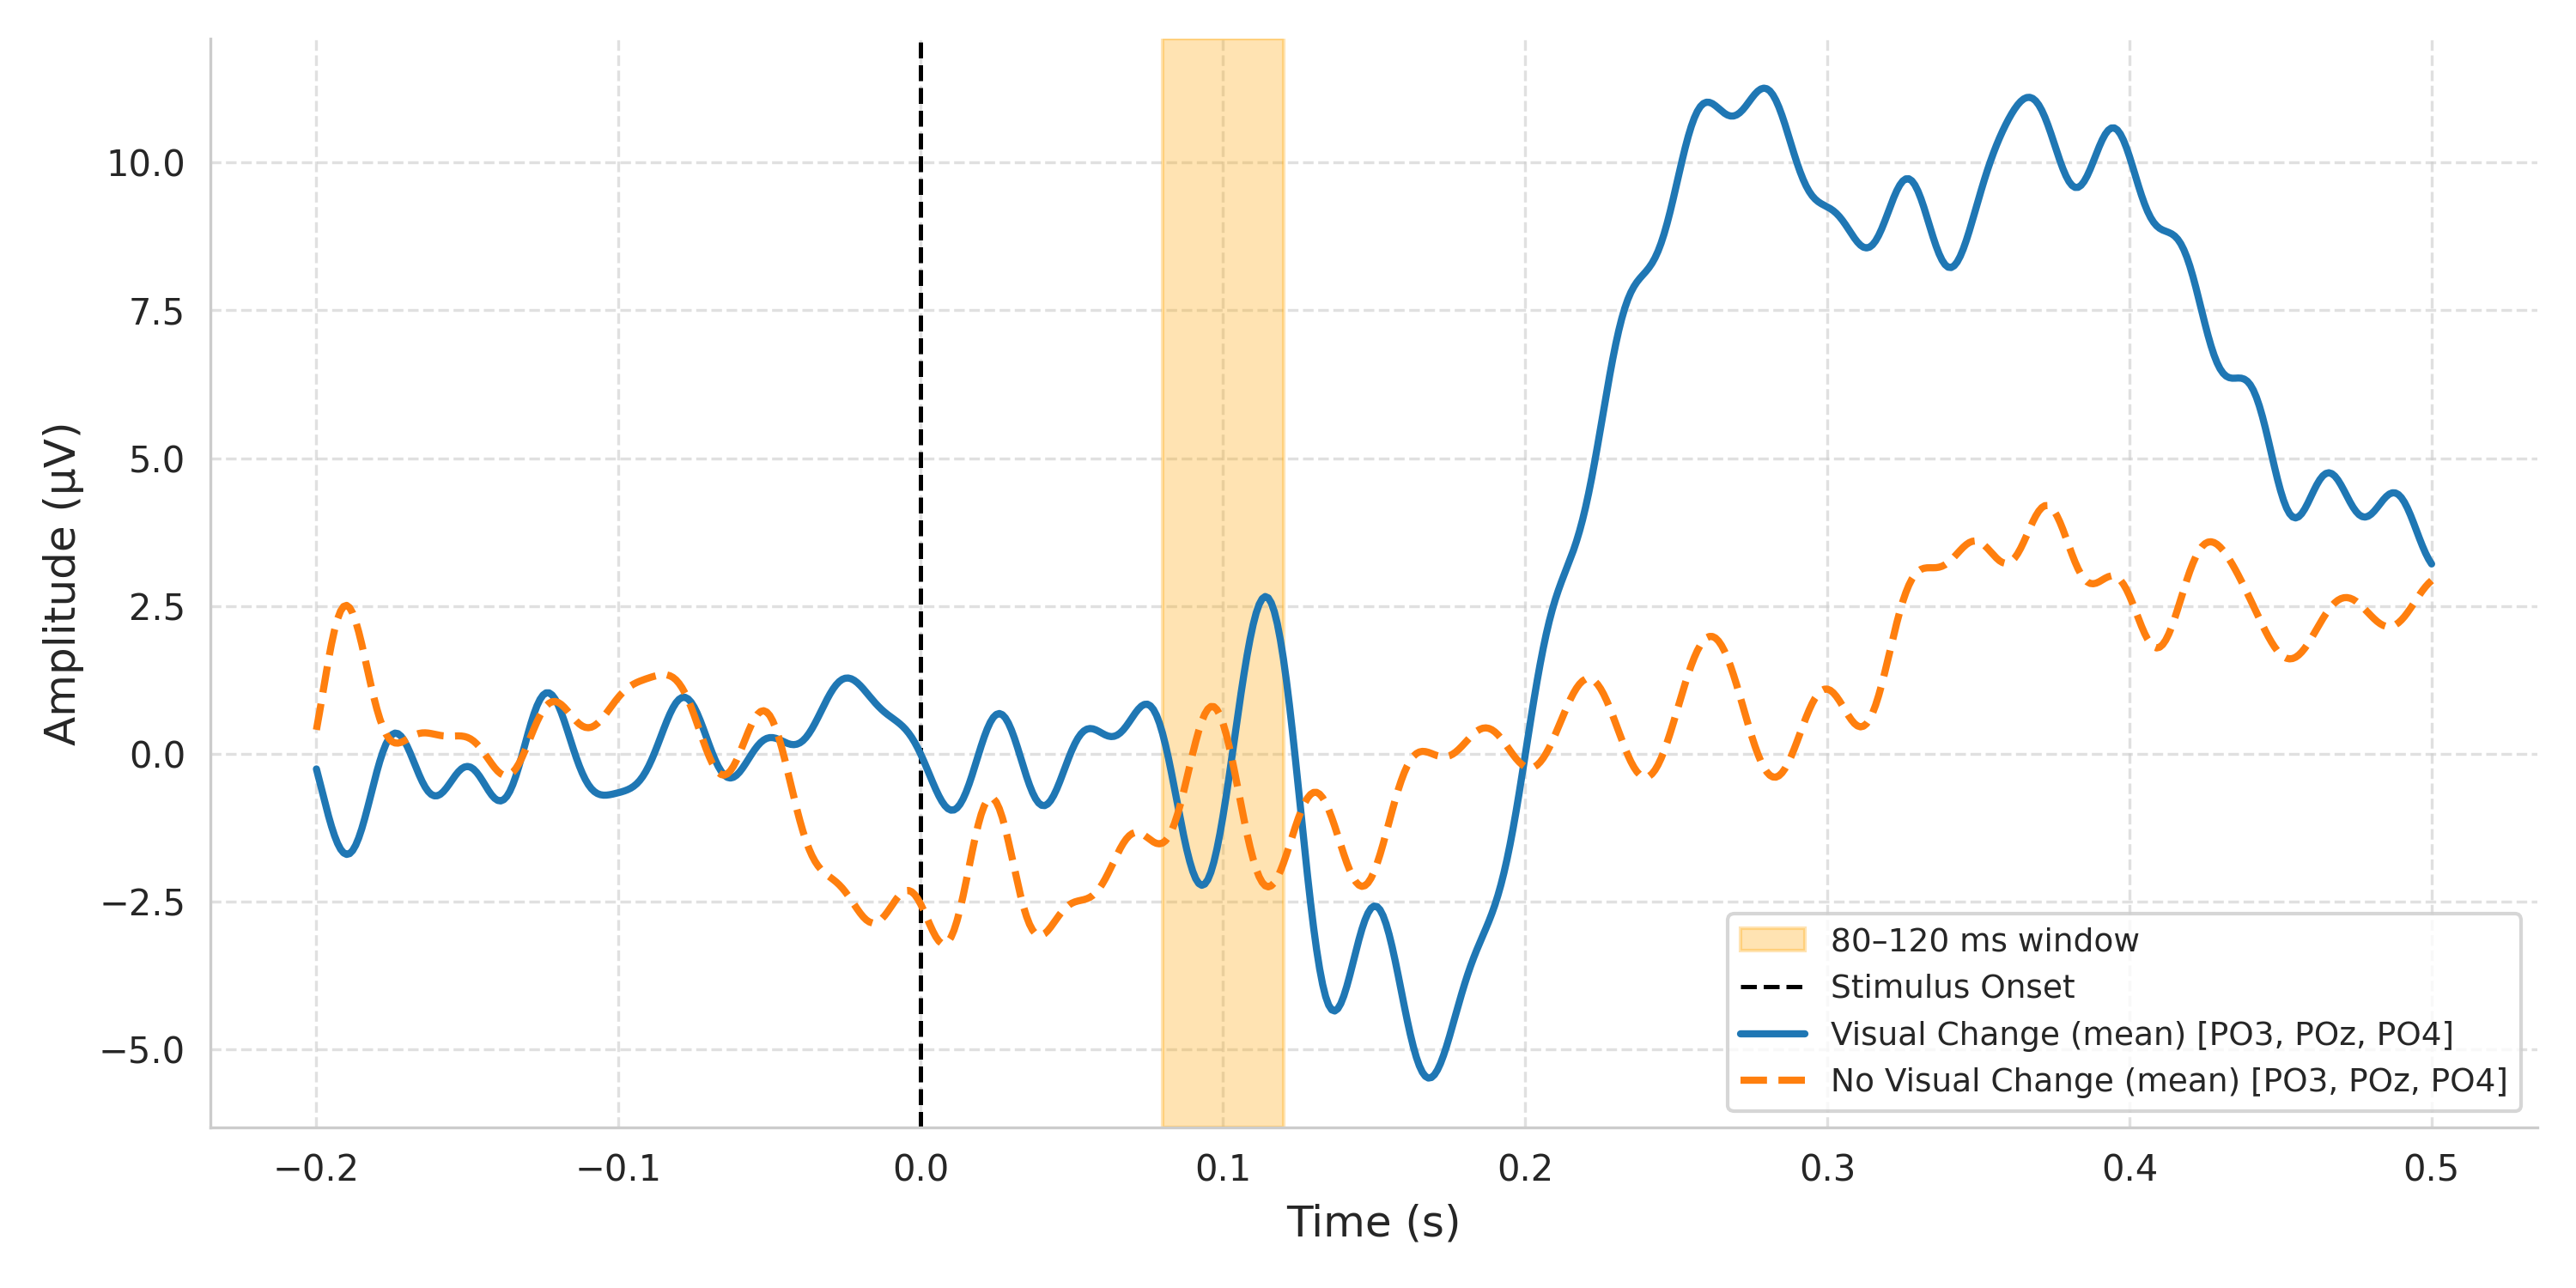 Amplitude (µV)
10.0
7.5
5.0
2.5
0.0
−2.5
−5.0
80–120 ms window
Stimulus Onset
Visual Change (mean) [PO3, POz, PO4]
No Visual Change (mean) [PO3, POz, PO4]
−0.2 −0.1 0.0 0.1 0.2 0.3 0.4 0.5
Time (s)